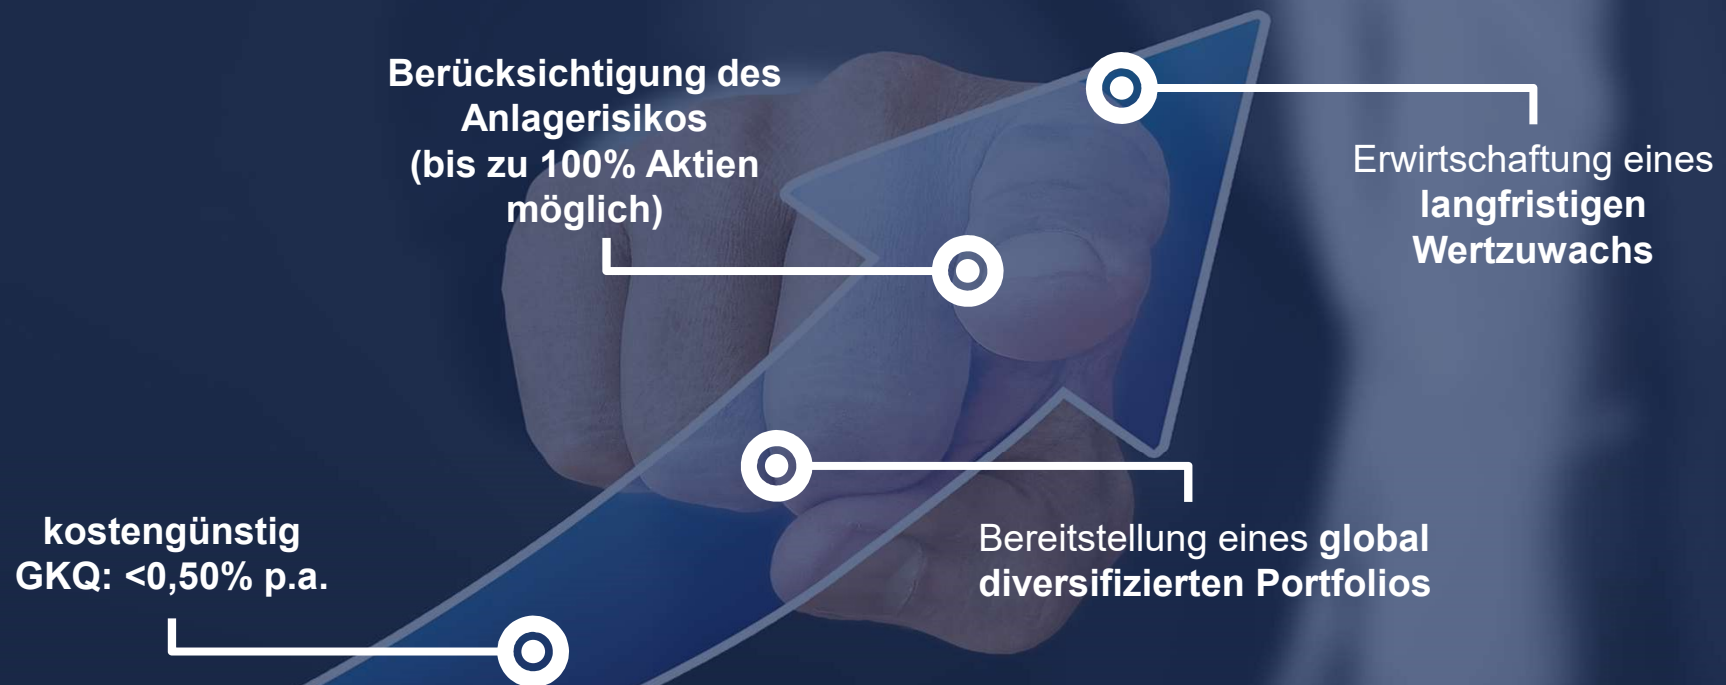 Berücksichtigung des
Anlagerisikos
(bis zu 100% Aktien
möglich)
Erwirtschaftung eines
langfristigen
Wertzuwachs
kostengünstig
GKQ: <0,50% p.a.
Bereitstellung eines global
diversifizierten Portfolios